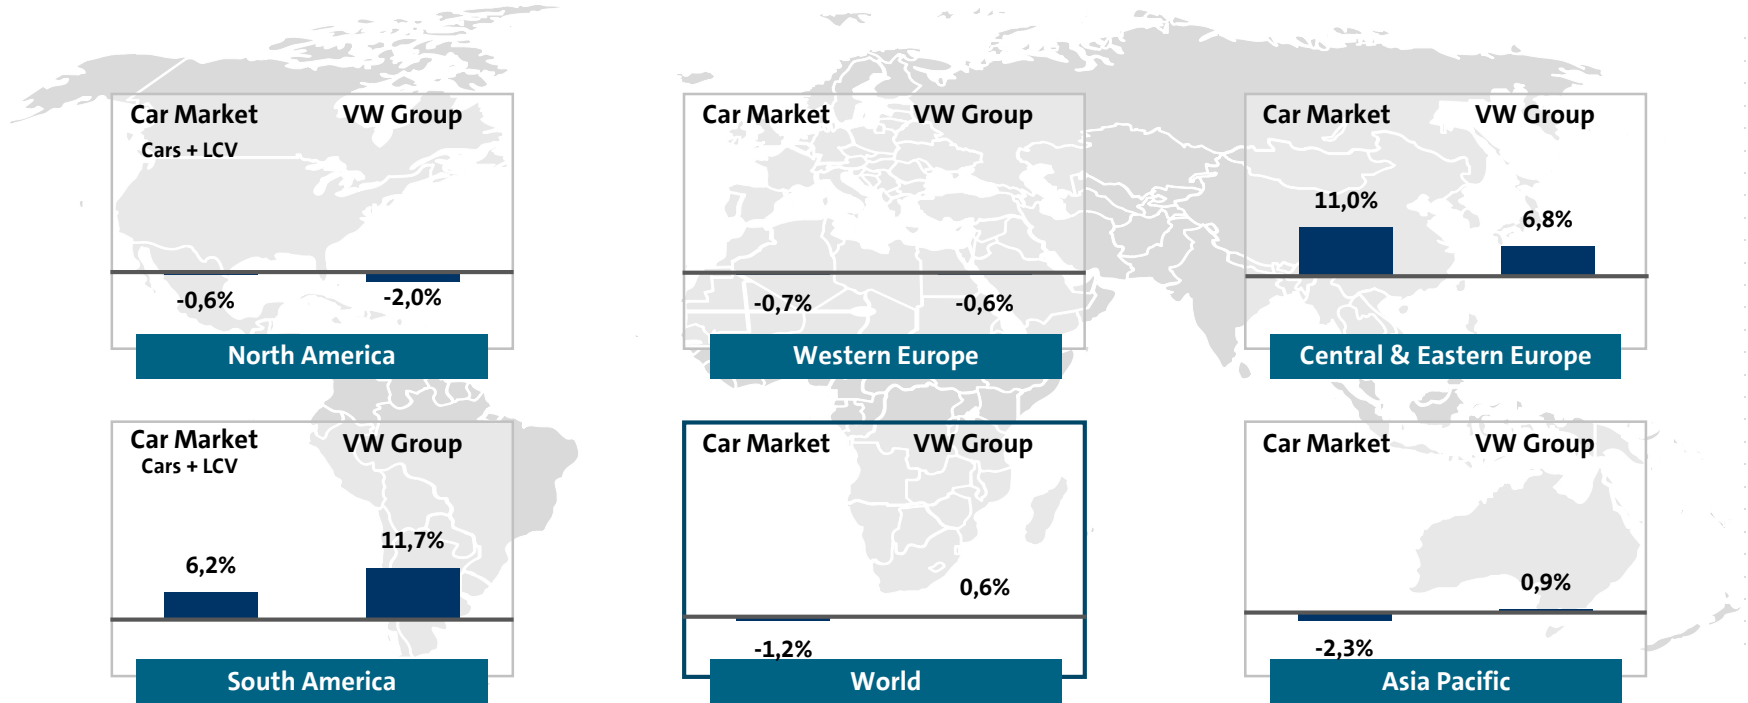 Car Market VW Group
Cars + LCV
-0,6% -2,0%
North America
Car Market VW Group
-0,7% -0,6%
Western Europe
Car Market VW Group
11,0% 6,8%
Central & Eastern Europe
Car Market VW Group
Cars + LCV
6,2% 11,7%
South America
Car Market VW Group
0,6%
-1,2%
World
Car Market VW Group
0,9%
-2,3%
Asia Pacific